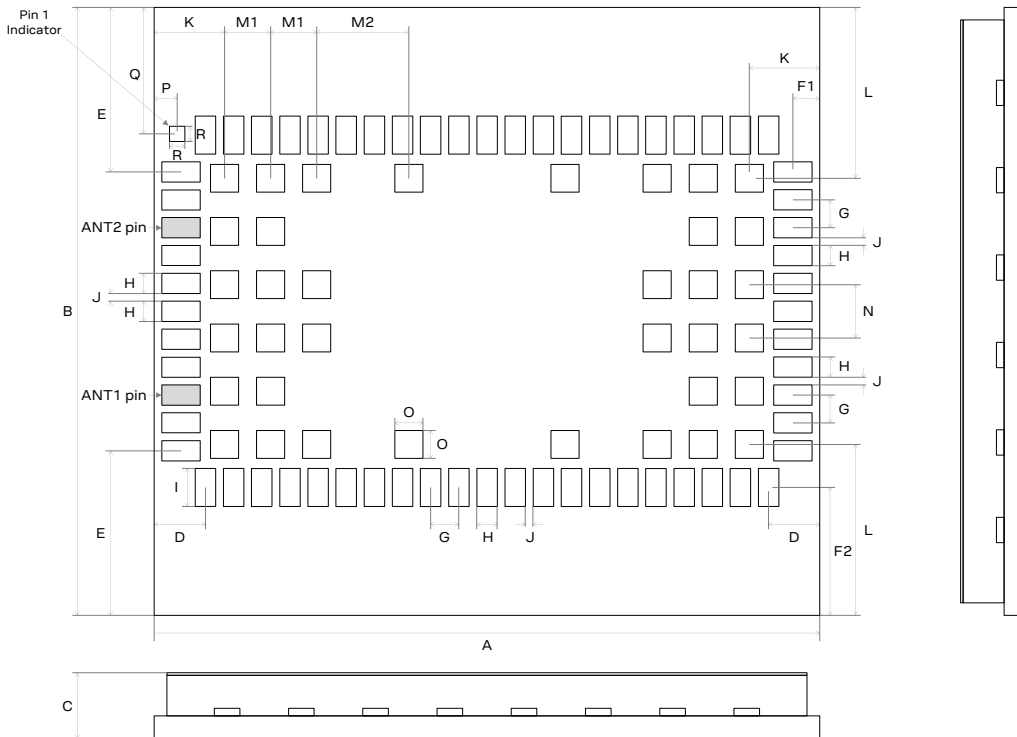 Pin 1
Indicator
K
M1
M1
M2
Q
K
P
F1
E
L
R
R
G
ANT2 pin
J
H
H
J
B
H
N
H
J
ANT1 pin
G
O
O
I
E
D
G
H
J
D
F2
L
A
C